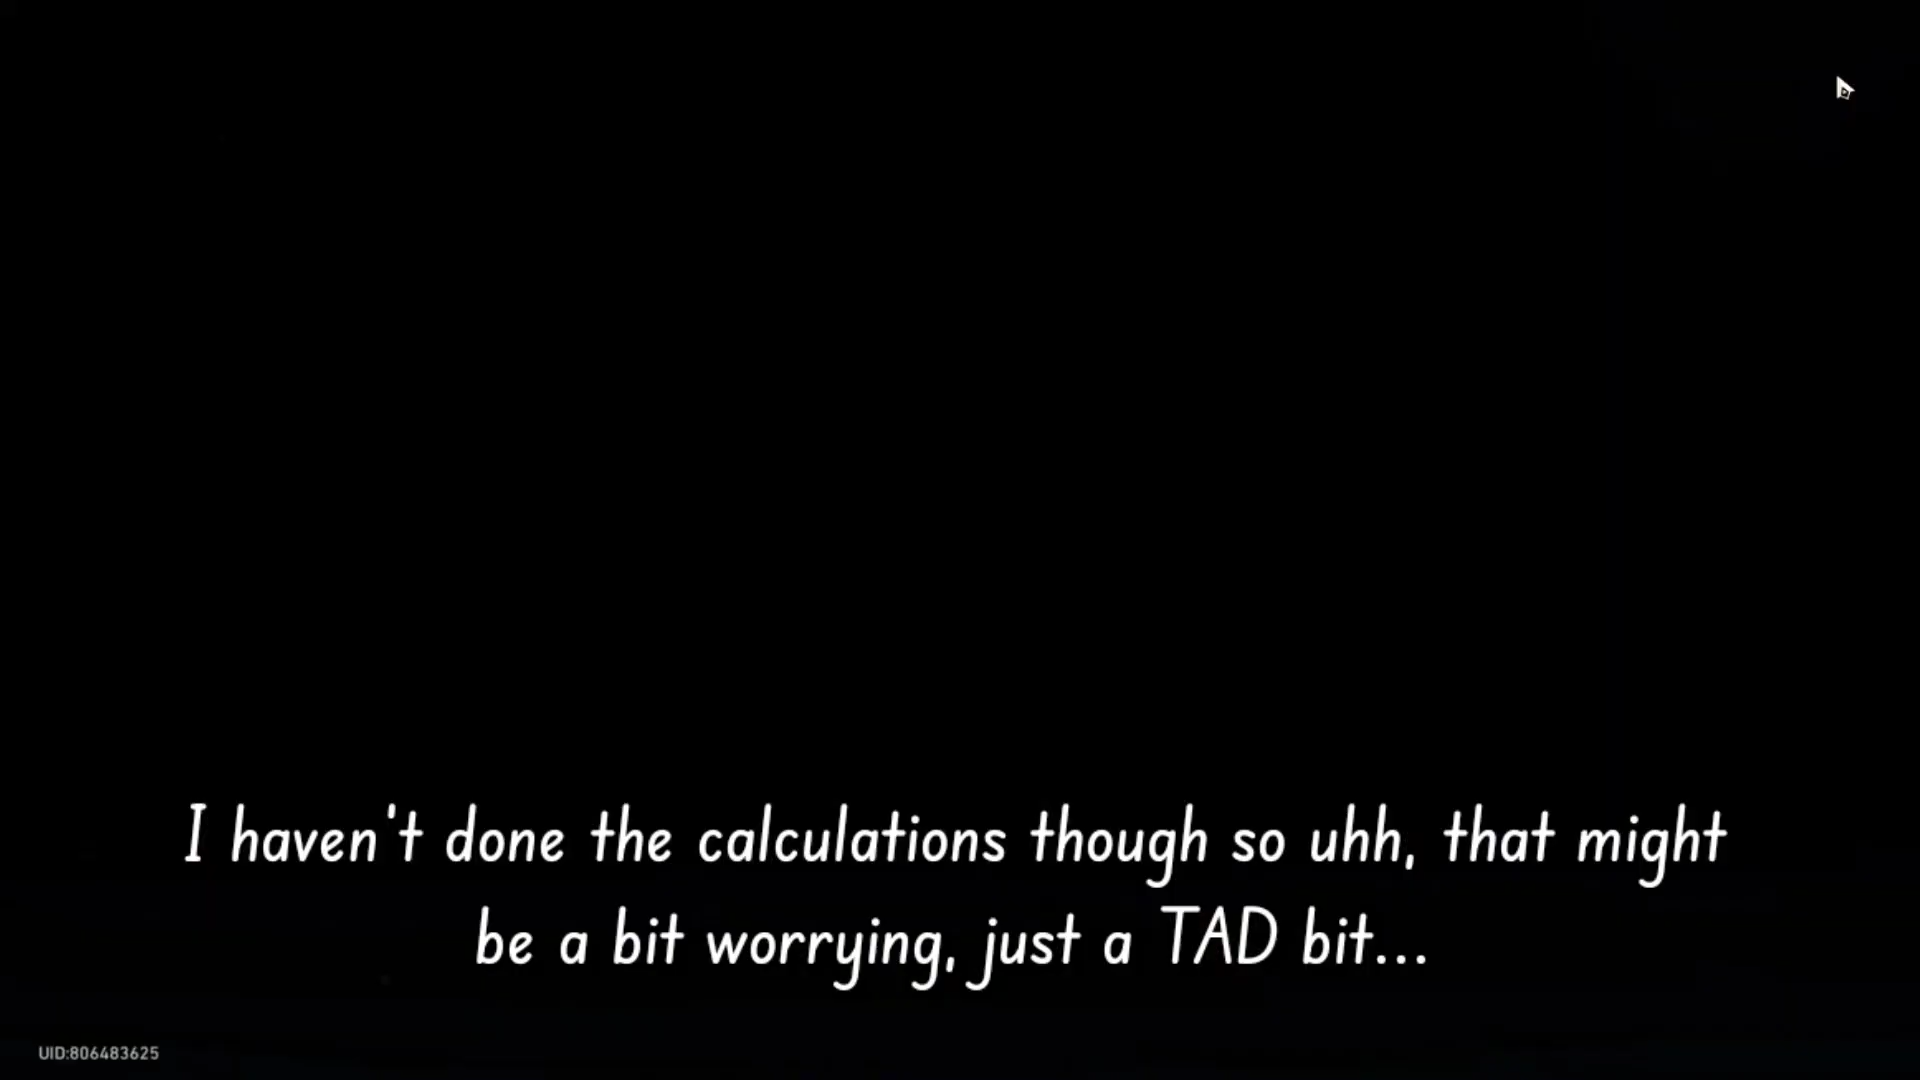 I haven't done the calculations though so uhh, that might
be a bit worrying, just a TAD bit...
UID:806483625